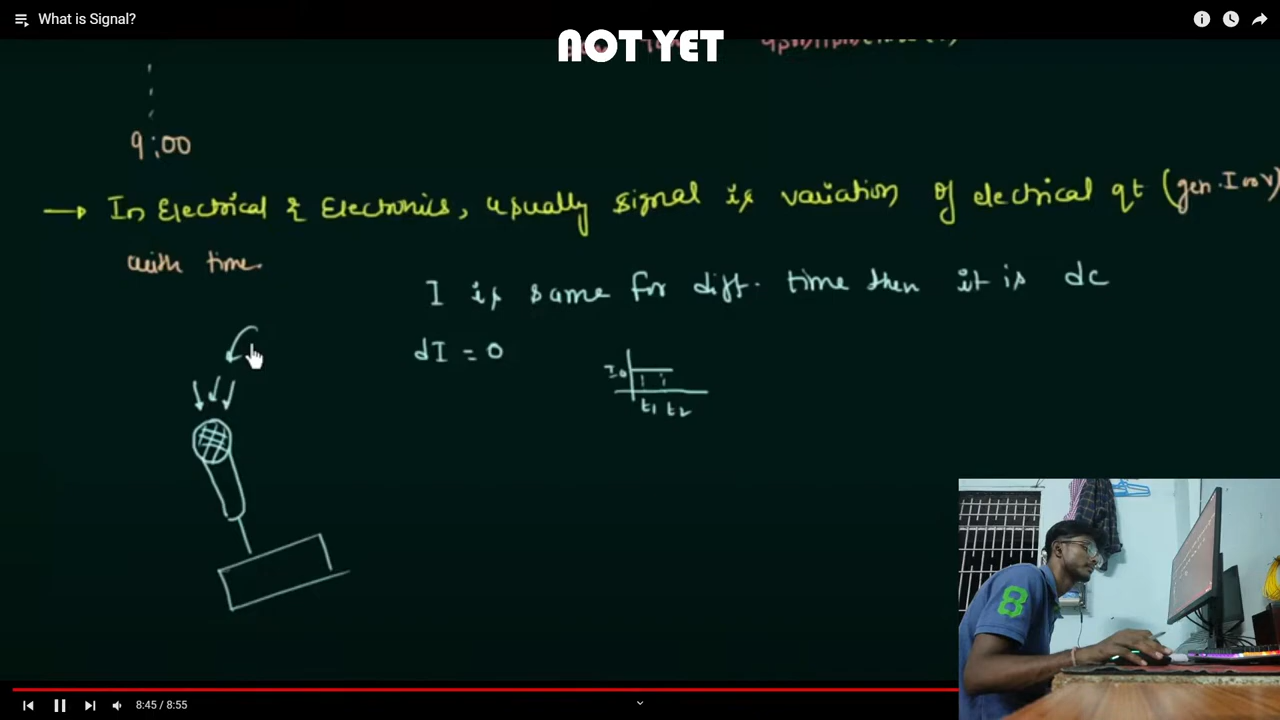 What is Signal?
NOT YET
9:00
→ In Electrical & Electronics, usually signal is variation of electrical qt (gen. I or V)
with time.
I is same for diff. time then it is dc
dI = 0
I0
t1 t2
8
8:45 / 8:55